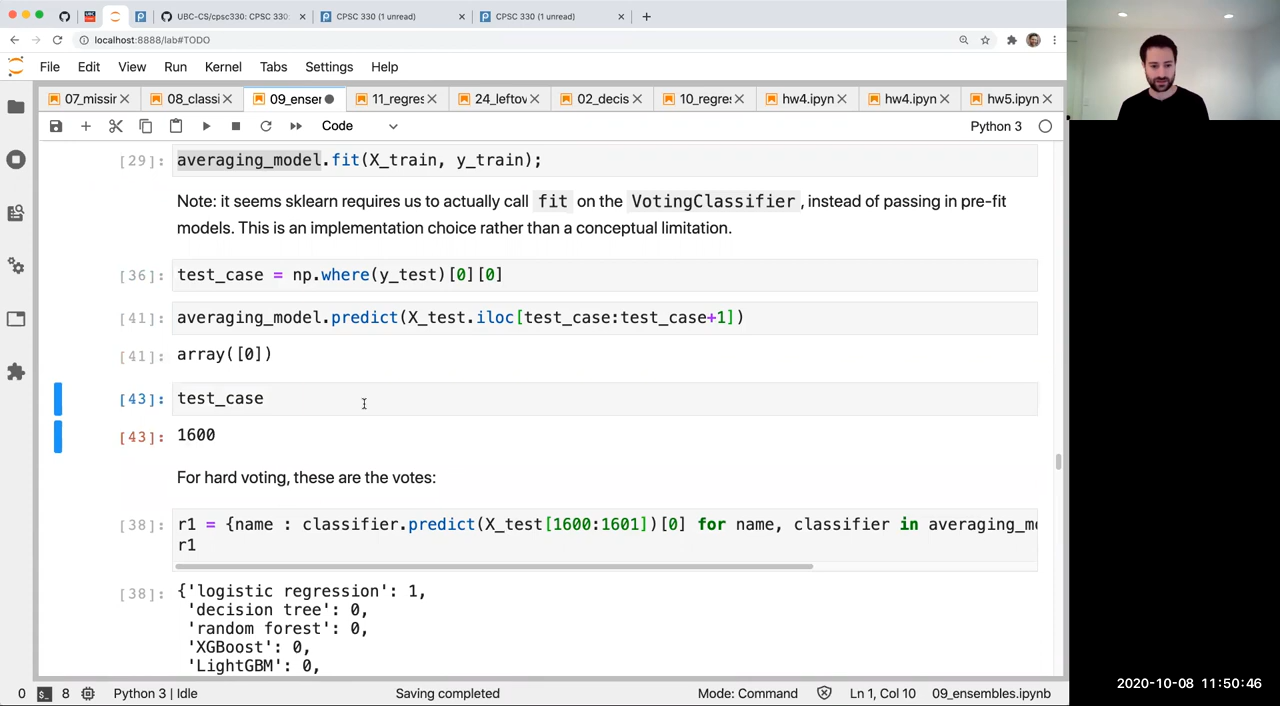 UBC-CS/cpsc330: CPSC 330:
CPSC 330 (1 unread)
CPSC 330 (1 unread)
localhost:8888/lab#TODO
File Edit View Run Kernel Tabs Settings Help
07_missir 08_classi 09_ensei 11_regres 24_leftov 02_decis 10_regre: hw4.ipyn hw4.ipyn hw5.ipyn
Code
Python 3
[29]: averaging_model.fit(X_train, y_train);
Note: it seems sklearn requires us to actually call fit on the VotingClassifier, instead of passing in pre-fit
models. This is an implementation choice rather than a conceptual limitation.
[36]: test_case = np.where(y_test)[0][0]
[41]: averaging_model.predict(X_test.iloc[test_case:test_case+1])
[41]: array([0])
[43]: test_case
[43]: 1600
For hard voting, these are the votes:
[38]: r1 = {name : classifier.predict(X_test[1600:1601])[0] for name, classifier in averaging_mo
r1
[38]: {'logistic regression': 1,
'decision tree': 0,
'random forest': 0,
'XGBoost': 0,
'LightGBM': 0,
0 8 Python 3 | Idle Saving completed Mode: Command Ln 1, Col 10 09_ensembles.ipynb
2020-10-08 11:50:46